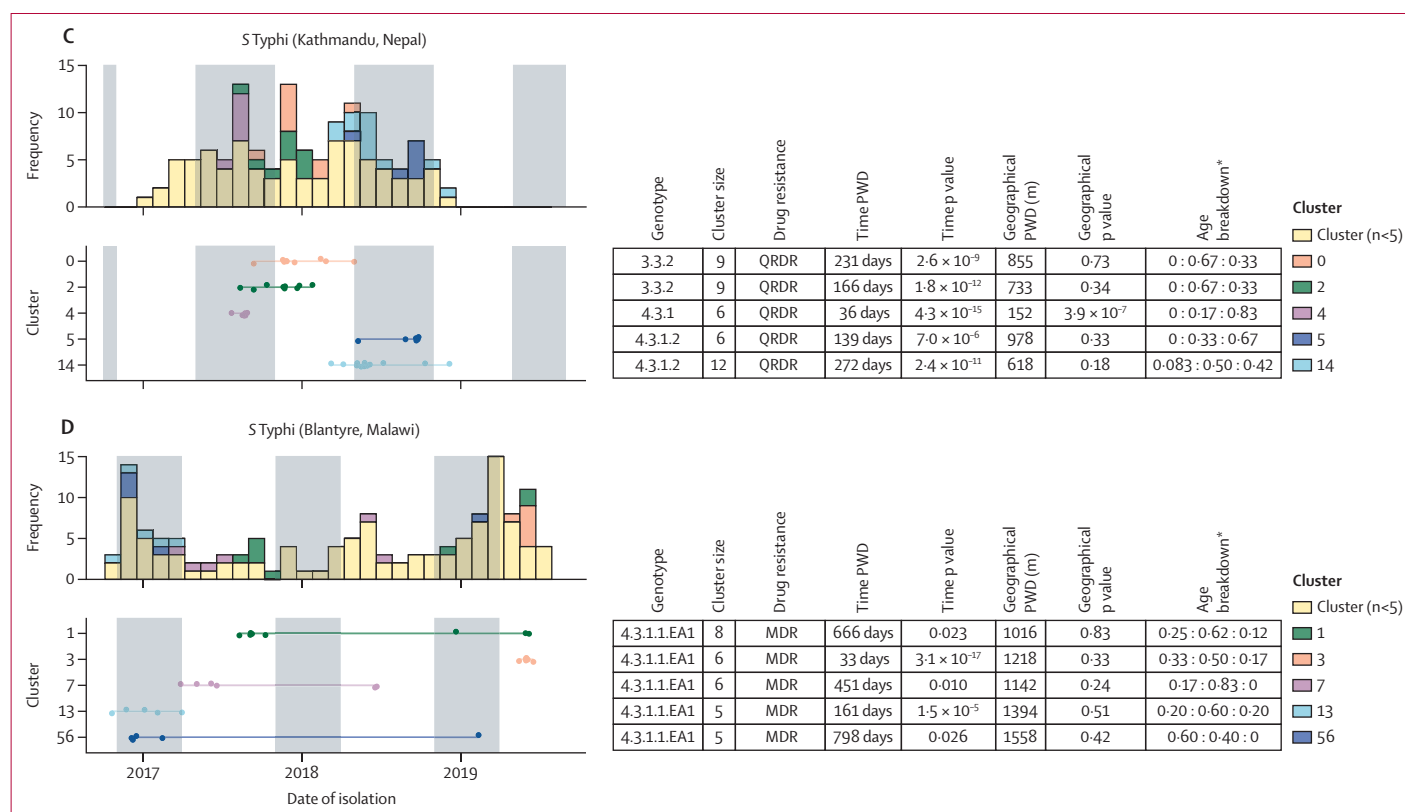 C
S Typhi (Kathmandu, Nepal)
15
10
5
0
Frequency
0
2
4
5
14
Cluster
Genotype
Cluster size
Drug resistance
Time PWD
Time p value
Geographical PWD (m)
Geographical p value
Age breakdown*
3·3.2 9 QRDR 231 days 2·6 × 10⁻⁹ 855 0·73 0 : 0·67 : 0·33
3.3.2 9 QRDR 166 days 1·8 × 10⁻¹² 733 0·34 0 : 0·67 : 0·33
4.3.1 6 QRDR 36 days 4·3 × 10⁻¹⁵ 152 3·9 × 10⁻⁷ 0 : 0·17 : 0·83
4.3.1.2 6 QRDR 139 days 7·0 × 10⁻⁶ 978 0·33 0 : 0·33 : 0·67
4.3.1.2 12 QRDR 272 days 2·4 × 10⁻¹¹ 618 0·18 0·083 : 0·50 : 0·42
Cluster
Cluster (n<5)
0
2
4
5
14
D
S Typhi (Blantyre, Malawi)
15
10
5
0
Frequency
1
3
7
13
56
Cluster
2017 2018 2019
Date of isolation
Genotype
Cluster size
Drug resistance
Time PWD
Time p value
Geographical PWD (m)
Geographical p value
Age breakdown*
4.3.1.1.EA1 8 MDR 666 days 0·023 1016 0·83 0·25 : 0·62 : 0·12
4.3.1.1.EA1 6 MDR 33 days 3·1 × 10⁻¹⁷ 1218 0·33 0·33 : 0·50 : 0·17
4.3.1.1.EA1 6 MDR 451 days 0·010 1142 0·24 0·17 : 0·83 : 0
4.3.1.1.EA1 5 MDR 161 days 1·5 × 10⁻⁵ 1394 0·51 0·20 : 0·60 : 0·20
4.3.1.1.EA1 5 MDR 798 days 0·026 1558 0·42 0·60 : 0·40 : 0
Cluster
Cluster (n<5)
1
3
7
13
56